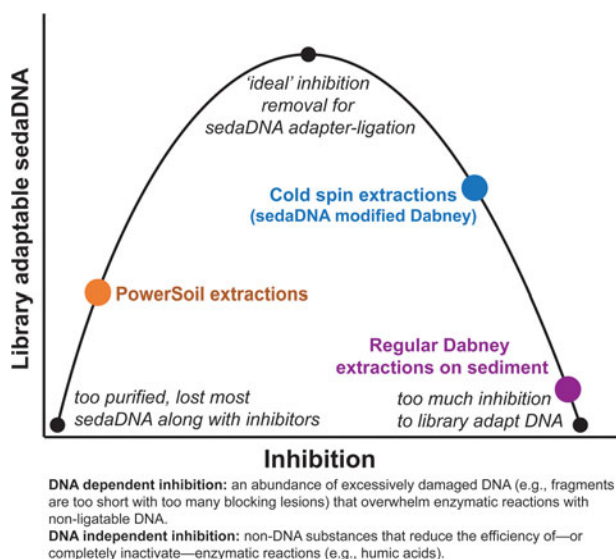 Library adaptable sedaDNA
‘ideal’ inhibition
removal for
sedaDNA adapter-ligation
Cold spin extractions
(sedaDNA modified Dabney)
PowerSoil extractions
Regular Dabney
extractions on sediment
too purified, lost most
sedaDNA along with inhibitors
too much inhibition
to library adapt DNA
Inhibition
DNA dependent inhibition: an abundance of excessively damaged DNA (e.g., fragments
are too short with too many blocking lesions) that overwhelm enzymatic reactions with
non-ligatable DNA.
DNA independent inhibition: non-DNA substances that reduce the efficiency of—or
completely inactivate—enzymatic reactions (e.g., humic acids).